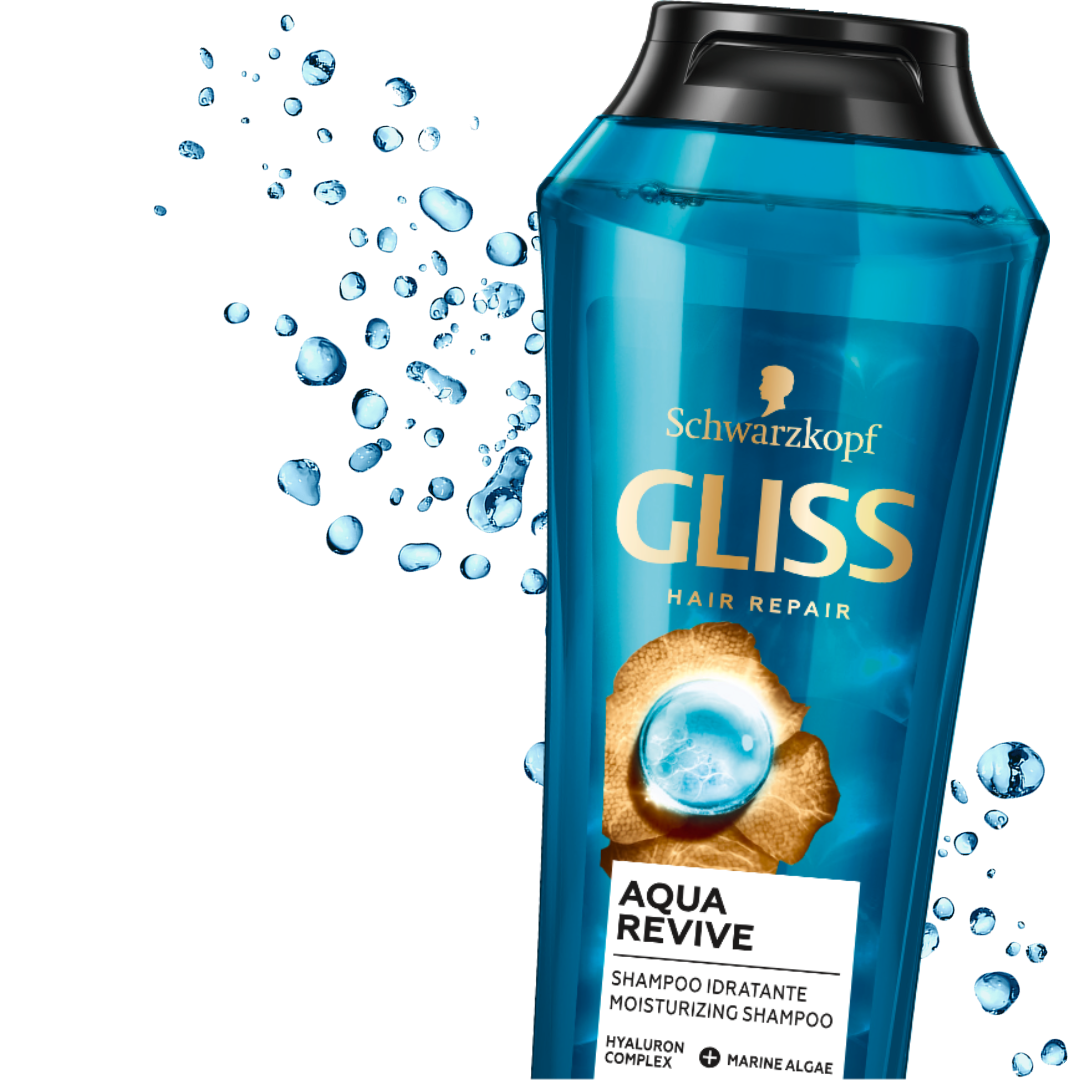 Schwarzkopf
GLISS
HAIR REPAIR
AQUA
REVIVE
SHAMPOO IDRATANTE
MOISTURIZING SHAMPOO
HYALURON
COMPLEX + MARINE ALGAE